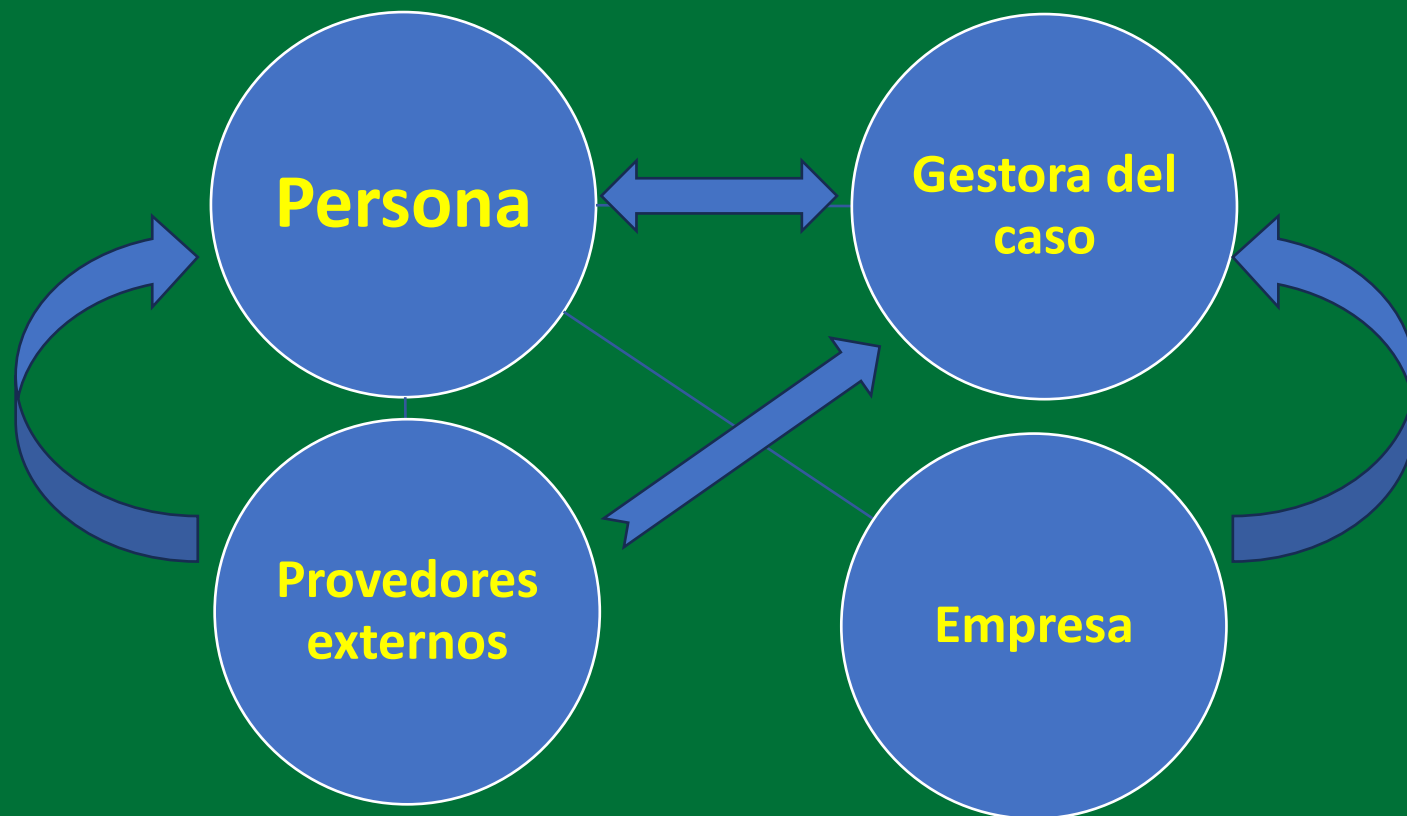 Persona
Gestora del
caso
Provedores
externos
Empresa